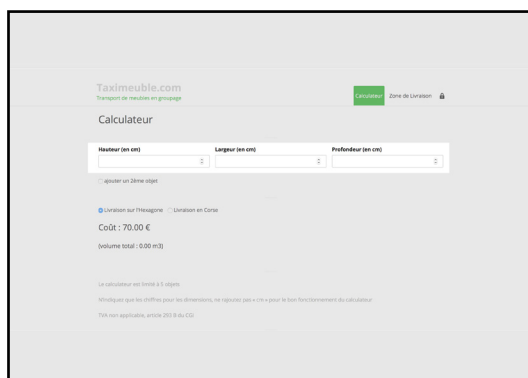 Taximeuble.com
Transport de meubles en groupage
Calculateur Zone de Livraison
Calculateur
Hauteur (en cm) Largeur (en cm) Profondeur (en cm)
ajouter un 2ème objet
Livraison sur l'Hexagone Livraison en Corse
Coût : 70.00 €
(volume total : 0.00 m3)
Le calculateur est limité à 5 objets
N'indiquez que les chiffres pour les dimensions, ne rajoutez pas « cm » pour le bon fonctionnement du calculateur
TVA non applicable, article 293 B du CGI